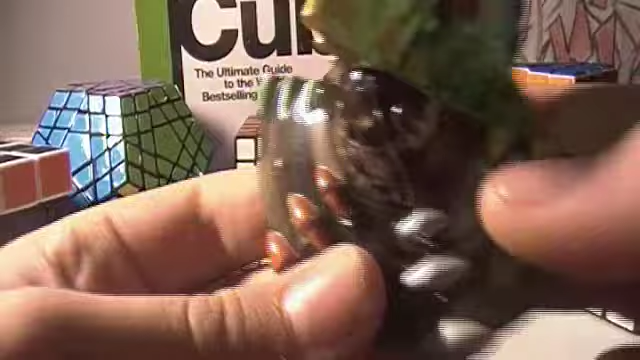 Cub
The Ultimate Guide
to the
Bestselling